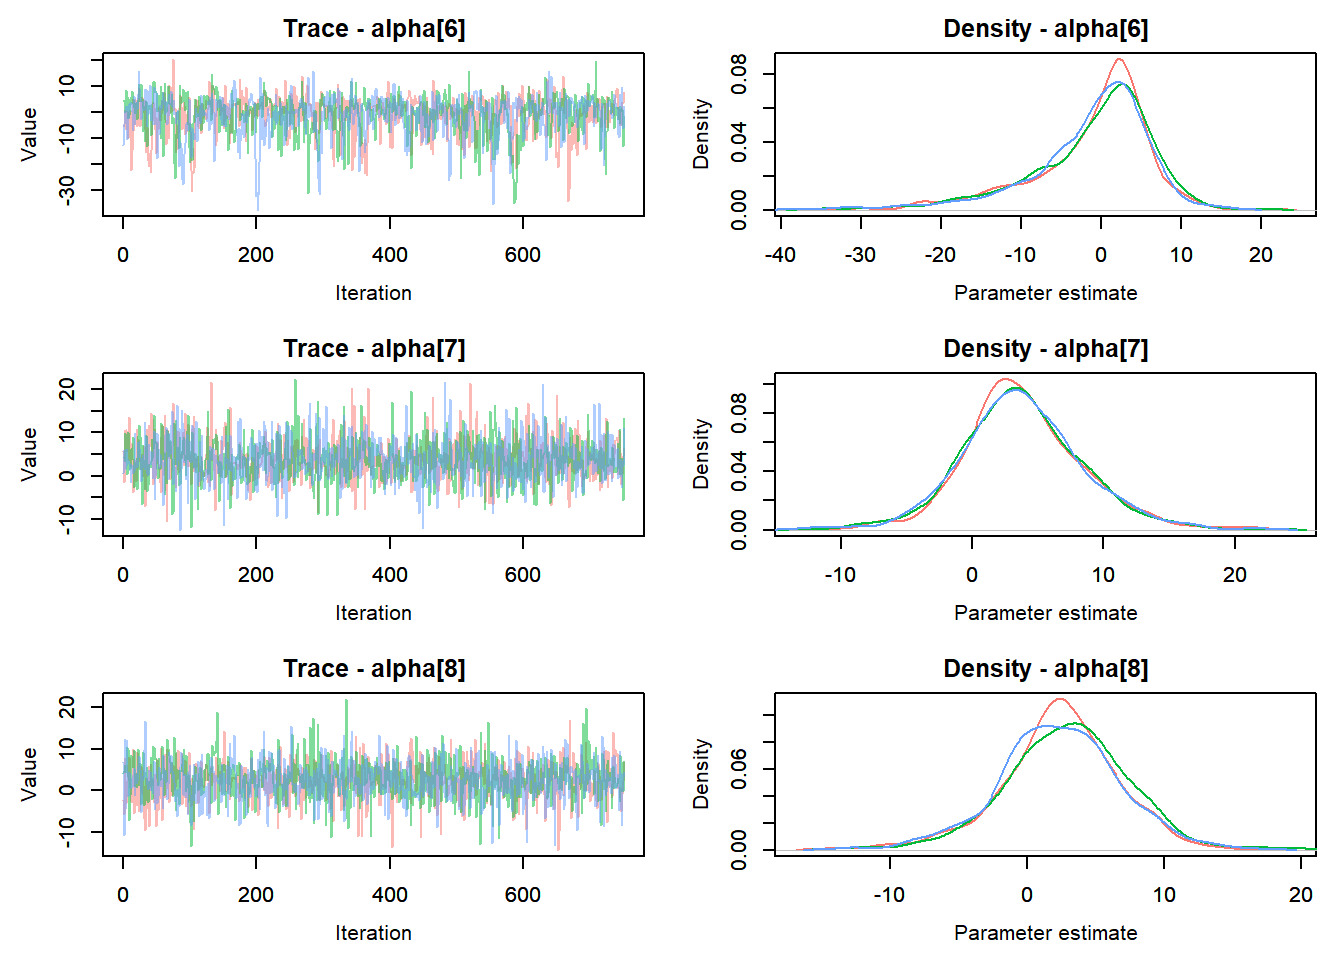 Trace - alpha[6]
Value
10
-10
-30
0 200 400 600
Iteration
Density - alpha[6]
Density
0.08
0.04
0.00
-40 -30 -20 -10 0 10 20
Parameter estimate
Trace - alpha[7]
Value
20
10
0
-10
0 200 400 600
Iteration
Density - alpha[7]
Density
0.08
0.04
0.00
-10 0 10 20
Parameter estimate
Trace - alpha[8]
Value
20
10
0
-10
0 200 400 600
Iteration
Density - alpha[8]
Density
0.06
0.00
-10 0 10 20
Parameter estimate